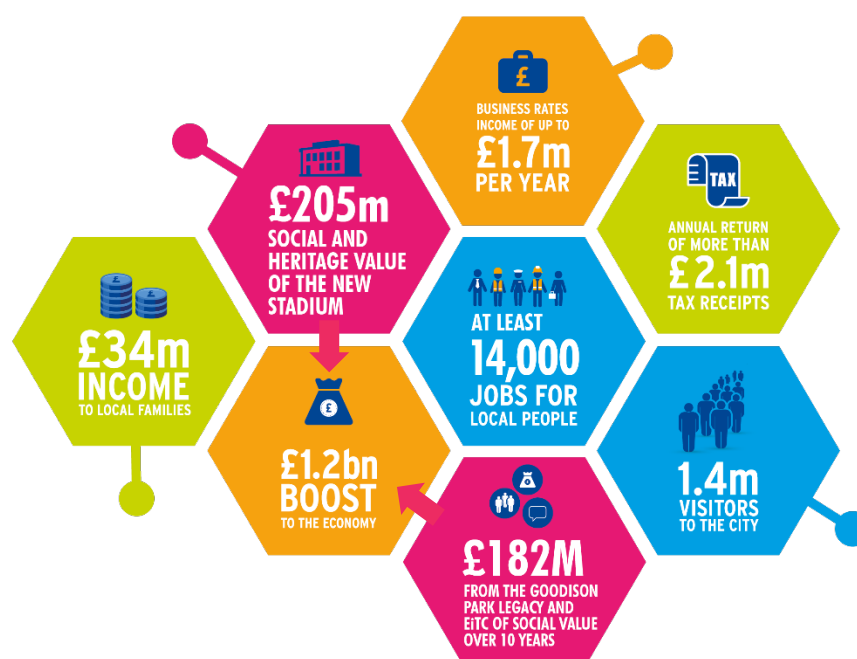 £
BUSINESS RATES
INCOME OF UP TO
£1.7m
PER YEAR
£205m
SOCIAL AND
HERITAGE VALUE
OF THE NEW
STADIUM
TAX
ANNUAL RETURN
OF MORE THAN
£2.1m
TAX RECEIPTS
£ £
£34m
INCOME
TO LOCAL FAMILIES
AT LEAST
14,000
JOBS FOR
LOCAL PEOPLE
£
£1.2bn
BOOST
TO THE ECONOMY
1.4m
VISITORS
TO THE CITY
£182M
FROM THE GOODISON
PARK LEGACY AND
EiTC OF SOCIAL VALUE
OVER 10 YEARS